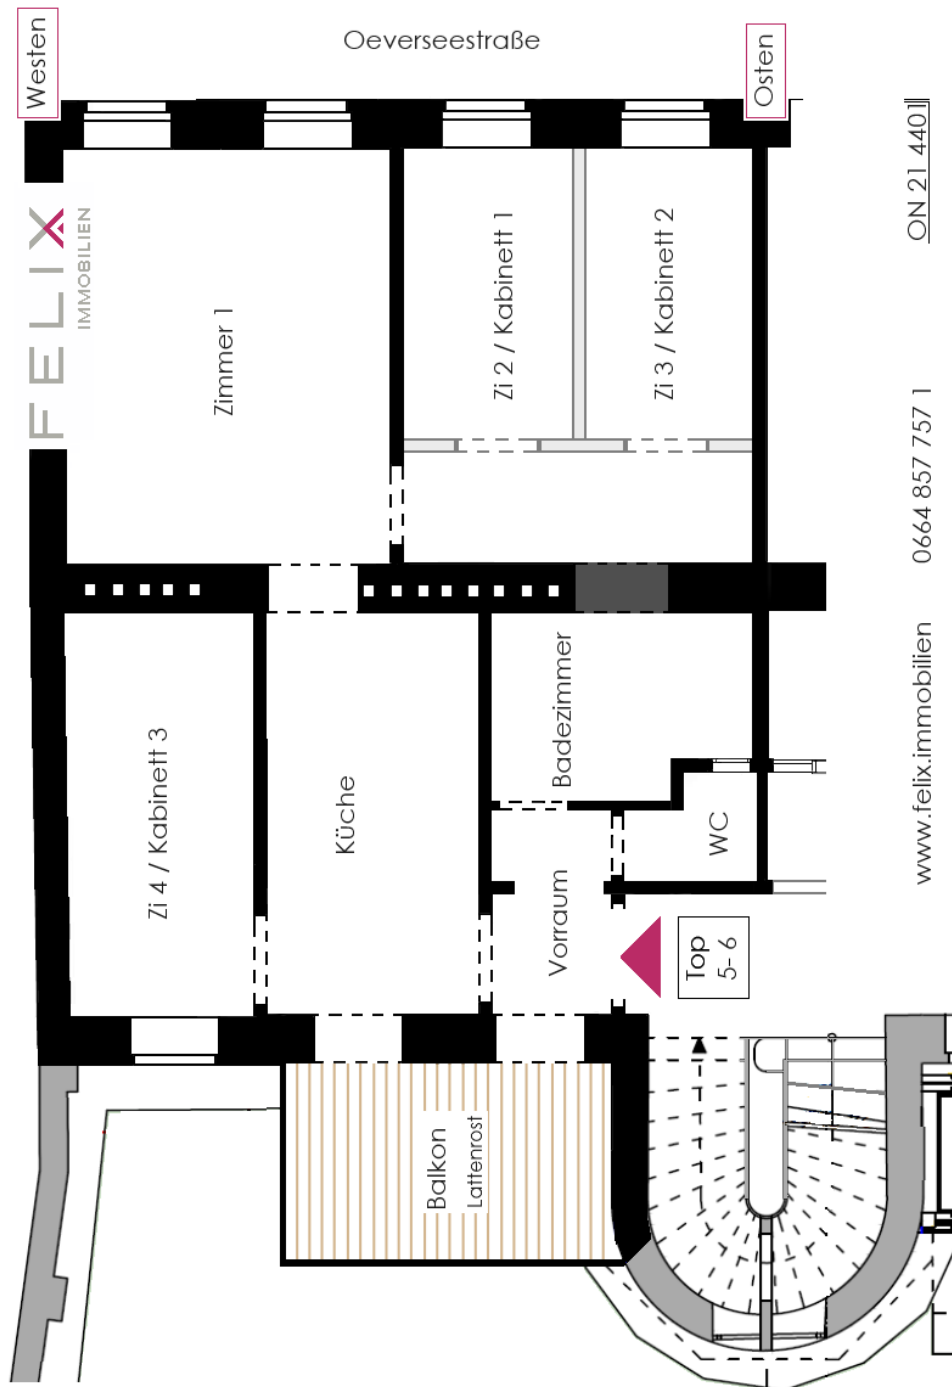 Westen
Oeverseestraße
Osten
FELIX
IMMOBILIEN
Zimmer 1
Zi 2 / Kabinett 1
Zi 3 / Kabinett 2
ON 21 4401
0664 857 757 1
www.felix.immobilien
Zi 4 / Kabinett 3
Küche
Badezimmer
WC
Vorraum
Top
5- 6
Balkon
Lattenrost